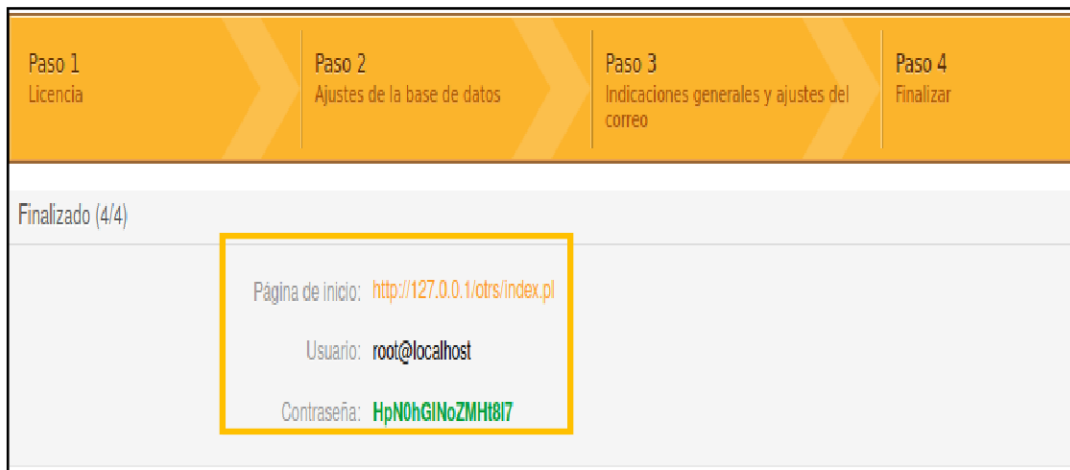 Paso 1
Licencia
Paso 2
Ajustes de la base de datos
Paso 3
Indicaciones generales y ajustes del
correo
Paso 4
Finalizar
Finalizado (4/4)
Página de inicio: http://127.0.0.1/otrs/index.pl
Usuario: root@localhost
Contraseña: